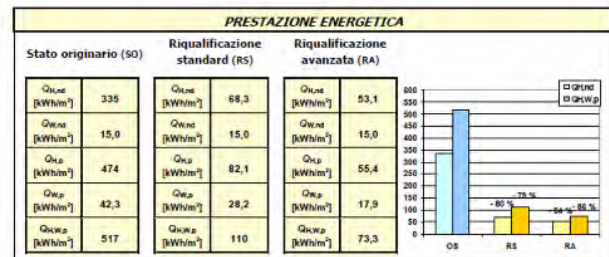 PRESTAZIONE ENERGETICA
Stato originario (SO)
Riqualificazione
standard (RS)
Riqualificazione
avanzata (RA)
QH,nd
[kWh/m²] 335
QW,nd
[kWh/m²] 15,0
QH,p
[kWh/m²] 474
QW,p
[kWh/m²] 42,3
QH,W,p
[kWh/m²] 517
QH,nd
[kWh/m²] 68,3
QW,nd
[kWh/m²] 15,0
QH,p
[kWh/m²] 82,1
QW,p
[kWh/m²] 28,2
QH,W,p
[kWh/m²] 110
QH,nd
[kWh/m²] 53,1
QW,nd
[kWh/m²] 15,0
QH,p
[kWh/m²] 55,4
QW,p
[kWh/m²] 17,9
QH,W,p
[kWh/m²] 73,3
QH,nd
QH,W,p
600
550
500
450
400
350
300
250
200
150
100
50
0
- 80 %
- 79 %
- 84 %
- 86 %
OS
RS
RA